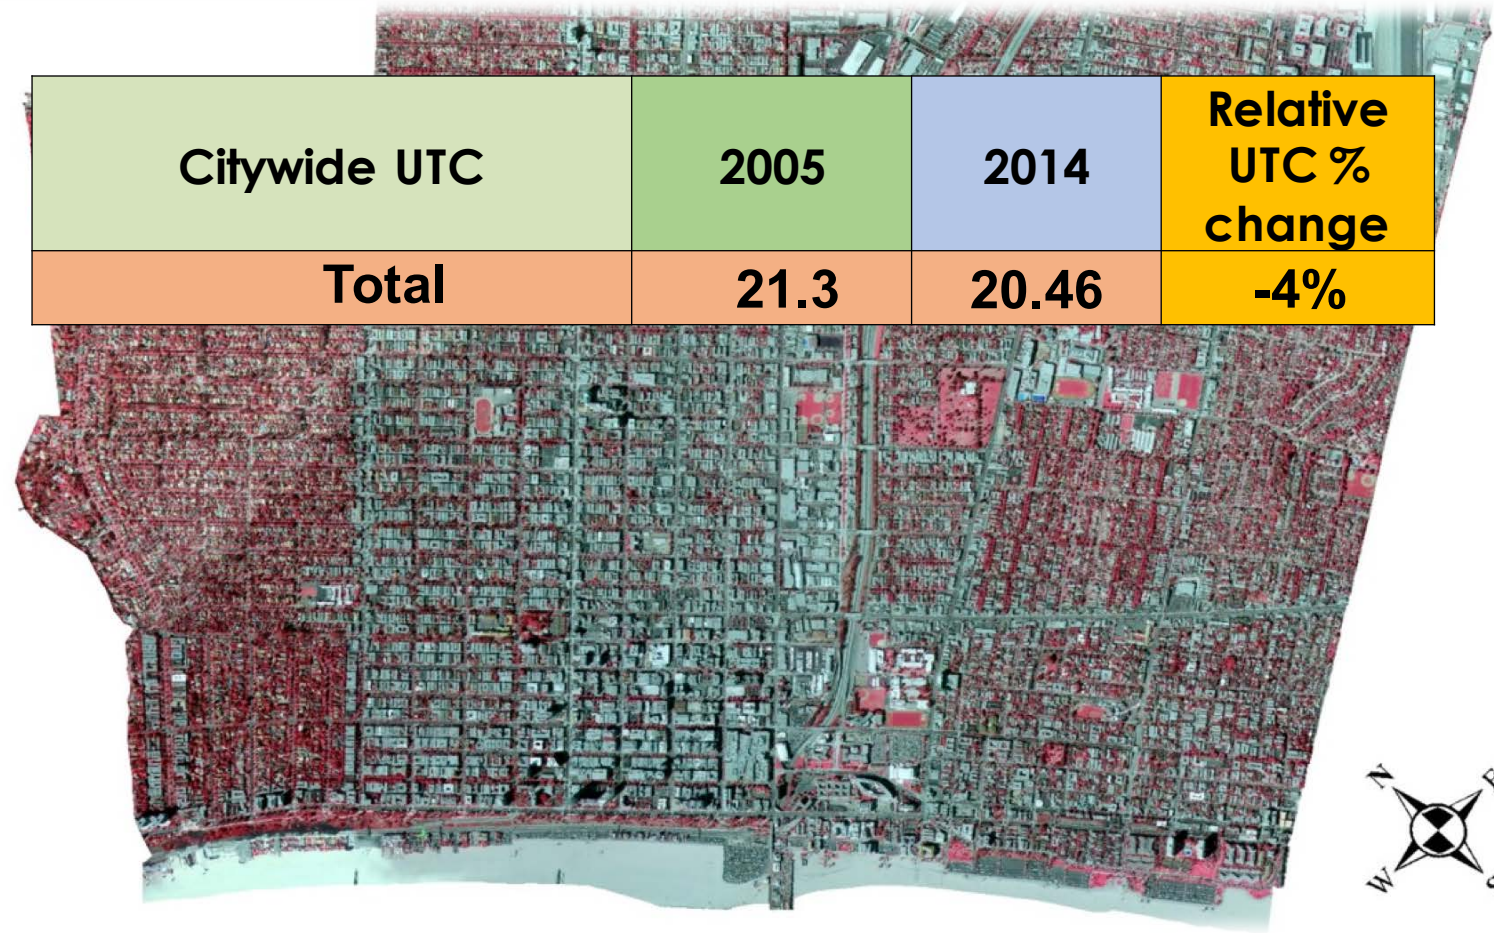 Citywide UTC
2005
2014
Relative
UTC %
change
Total
21.3
20.46
-4%
N
E
W
S